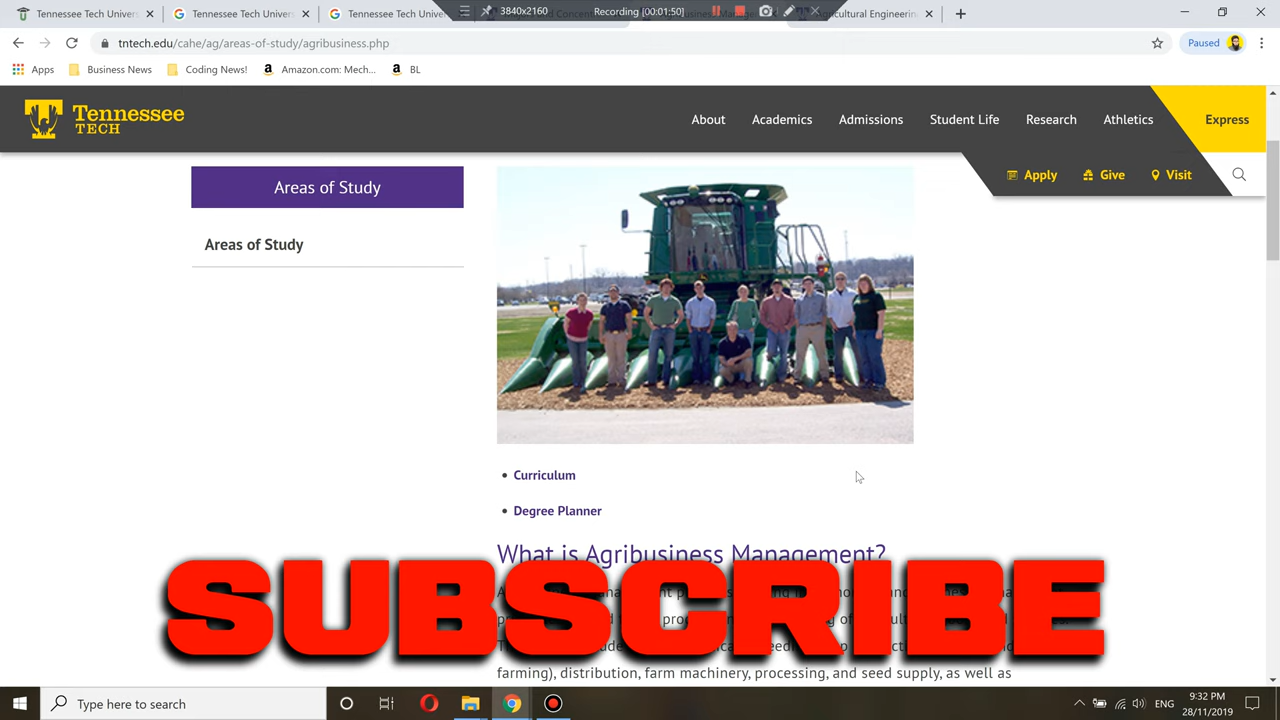 Tennessee Tech Univers
Tennessee Tech Universi
Tennessee Tech Univers
3840x2160
Recording [00:01:50]
Agricultural Engineerin
tntech.edu/cahe/ag/areas-of-study/agribusiness.php
Paused
Apps
Business News
Coding News!
Amazon.com: Mech...
BL
Tennessee
TECH
About
Academics
Admissions
Student Life
Research
Athletics
Express
Apply
Give
Visit
Areas of Study
Areas of Study
Curriculum
Degree Planner
What is Agribusiness Management?
SUBSCRIBE
farming), distribution, farm machinery, processing, and seed supply, as well as
Type here to search
ENG
9:32 PM
28/11/2019